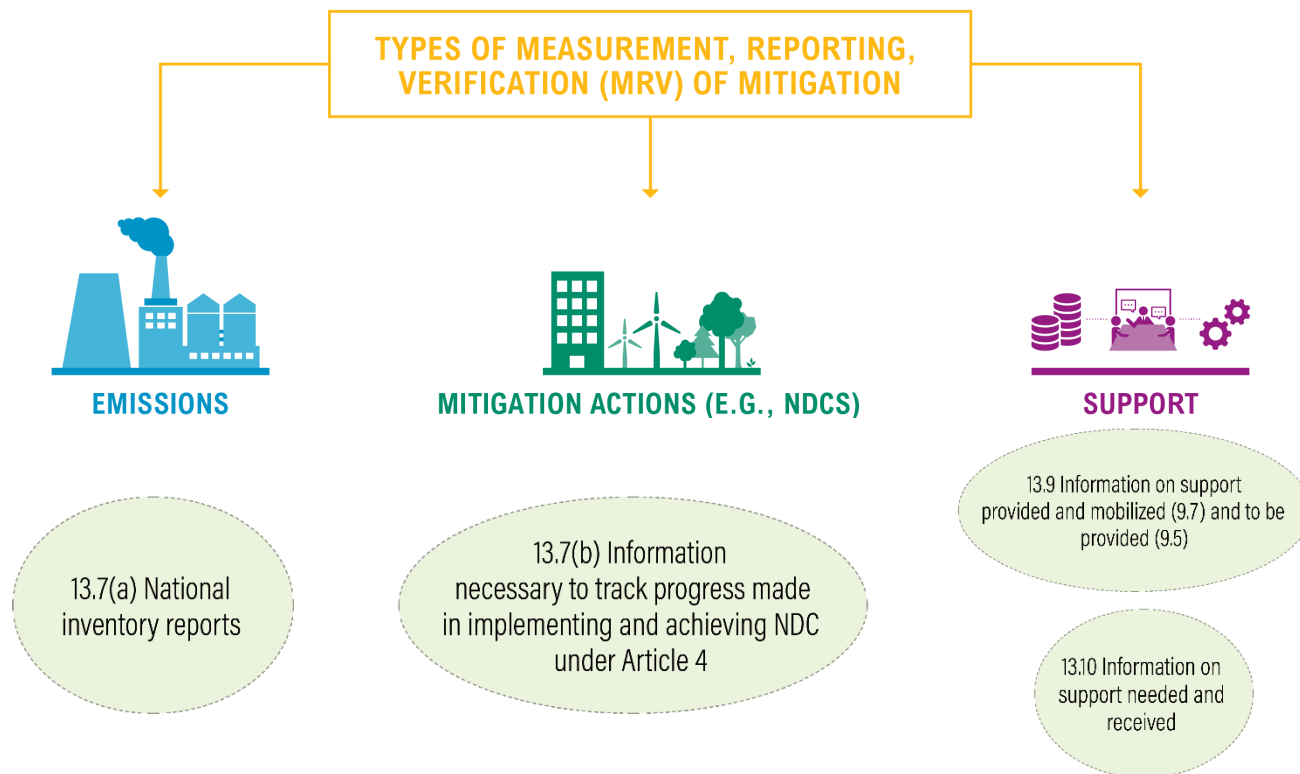 TYPES OF MEASUREMENT, REPORTING,
VERIFICATION (MRV) OF MITIGATION
EMISSIONS
MITIGATION ACTIONS (E.G., NDCS)
SUPPORT
13.7(a) National
inventory reports
13.7(b) Information
necessary to track progress made
in implementing and achieving NDC
under Article 4
13.9 Information on support
provided and mobilized (9.7) and to be
provided (9.5)
13.10 Information on
support needed and
received